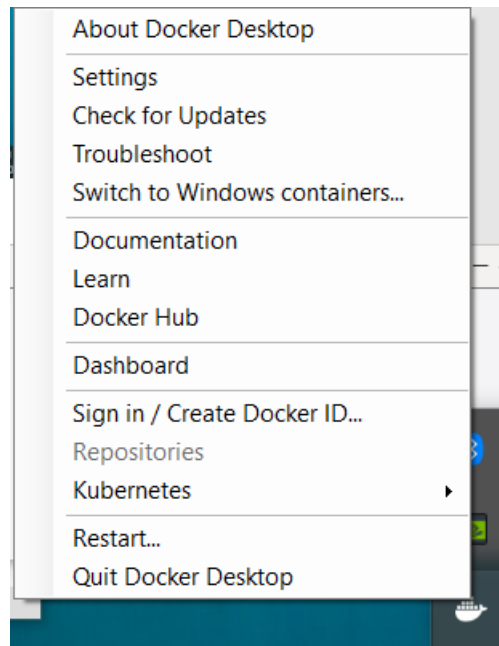 About Docker Desktop
Settings
Check for Updates
Troubleshoot
Switch to Windows containers...
Documentation
Learn
Docker Hub
Dashboard
Sign in / Create Docker ID...
Repositories
Kubernetes
Restart...
Quit Docker Desktop